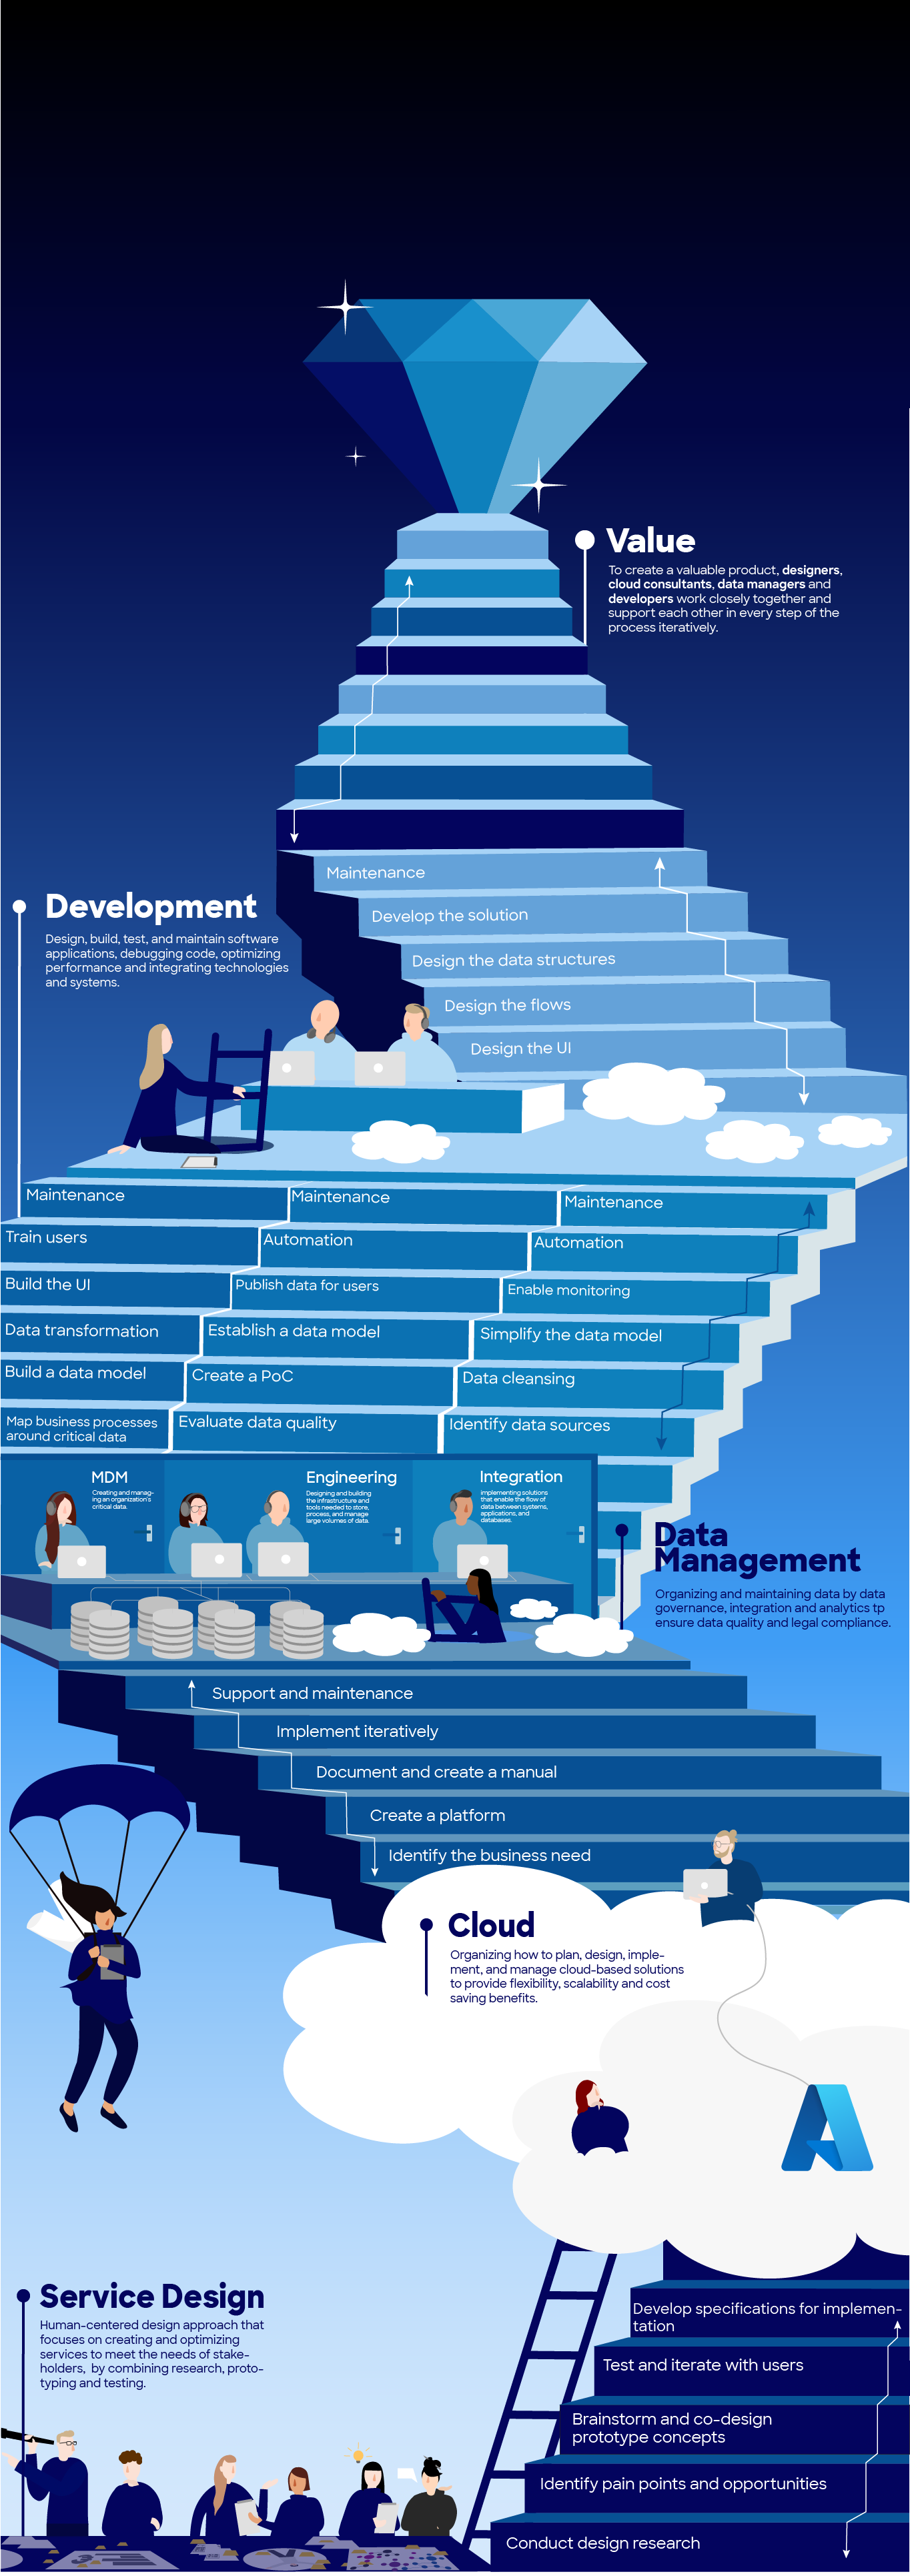 Value
To create a valuable product, designers,
cloud consultants, data managers and
developers work closely together and
support each other in every step of the
process iteratively.
Maintenance
Develop the solution
Design the data structures
Design the flows
Design the UI
Development
Design, build, test, and maintain software
applications, debugging code, optimizing
performance and integrating technologies
and systems.
Maintenance
Train users
Build the UI
Data transformation
Build a data model
Map business processes
around critical data
Maintenance
Automation
Publish data for users
Establish a data model
Create a PoC
Evaluate data quality
Maintenance
Automation
Enable monitoring
Simplify the data model
Data cleansing
Identify data sources
MDM
Creating and manag-
ing an organization's
critical data.
Engineering
Designing and building
the infrastructure and
tools needed to store,
process, and manage
large volumes of data.
Integration
implementing solutions
that enable the flow of
data between systems,
applications, and
databases.
Data
Management
Organizing and maintaining data by data
governance, integration and analytics tp
ensure data quality and legal compliance.
Support and maintenance
Implement iteratively
Document and create a manual
Create a platform
Identify the business need
Cloud
Organizing how to plan, design, imple-
ment, and manage cloud-based solutions
to provide flexibility, scalability and cost
saving benefits.
Service Design
Human-centered design approach that
focuses on creating and optimizing
services to meet the needs of stake-
holders, by combining research, proto-
typing and testing.
Develop specifications for implemen-
tation
Test and iterate with users
Brainstorm and co-design
prototype concepts
Identify pain points and opportunities
Conduct design research